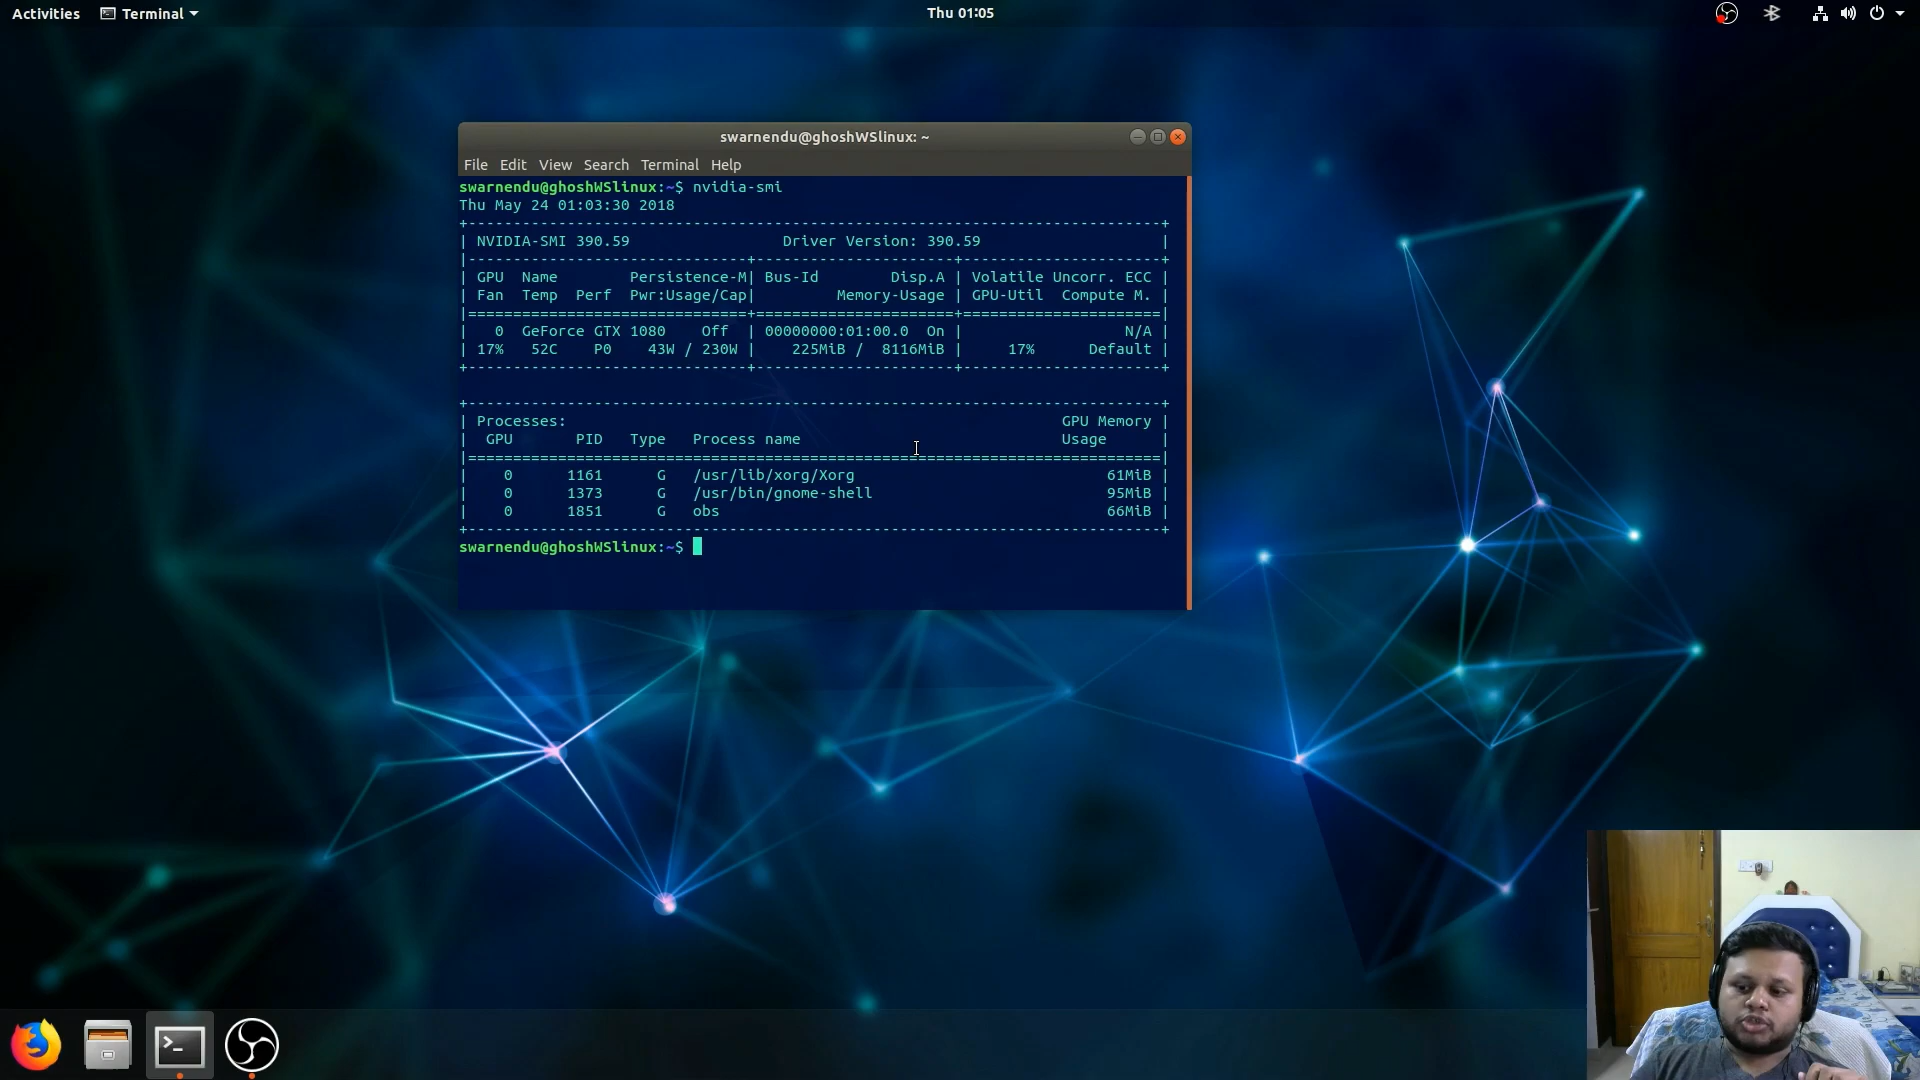 Activities Terminal Thu 01:05
swarnendu@ghoshWSlinux: ~
File Edit View Search Terminal Help
swarnendu@ghoshWSlinux:~$ nvidia-smi
Thu May 24 01:03:30 2018
+-----------------------------------------------------------------------------+
| NVIDIA-SMI 390.59                 Driver Version: 390.59                    |
|-------------------------------+----------------------+----------------------+
| GPU  Name        Persistence-M| Bus-Id        Disp.A | Volatile Uncorr. ECC |
| Fan  Temp  Perf  Pwr:Usage/Cap|         Memory-Usage | GPU-Util  Compute M. |
|===============================+======================+======================|
|   0  GeForce GTX 1080    Off  | 00000000:01:00.0  On |                  N/A |
| 17%   52C    P0    43W / 230W |    225MiB /  8116MiB |     17%      Default |
+-------------------------------+----------------------+----------------------+
+-----------------------------------------------------------------------------+
| Processes:                                                       GPU Memory |
|  GPU       PID   Type   Process name                             Usage      |
|=============================================================================|
|    0      1161      G   /usr/lib/xorg/Xorg                            61MiB |
|    0      1373      G   /usr/bin/gnome-shell                          95MiB |
|    0      1851      G   obs                                           66MiB |
+-----------------------------------------------------------------------------+
swarnendu@ghoshWSlinux:~$